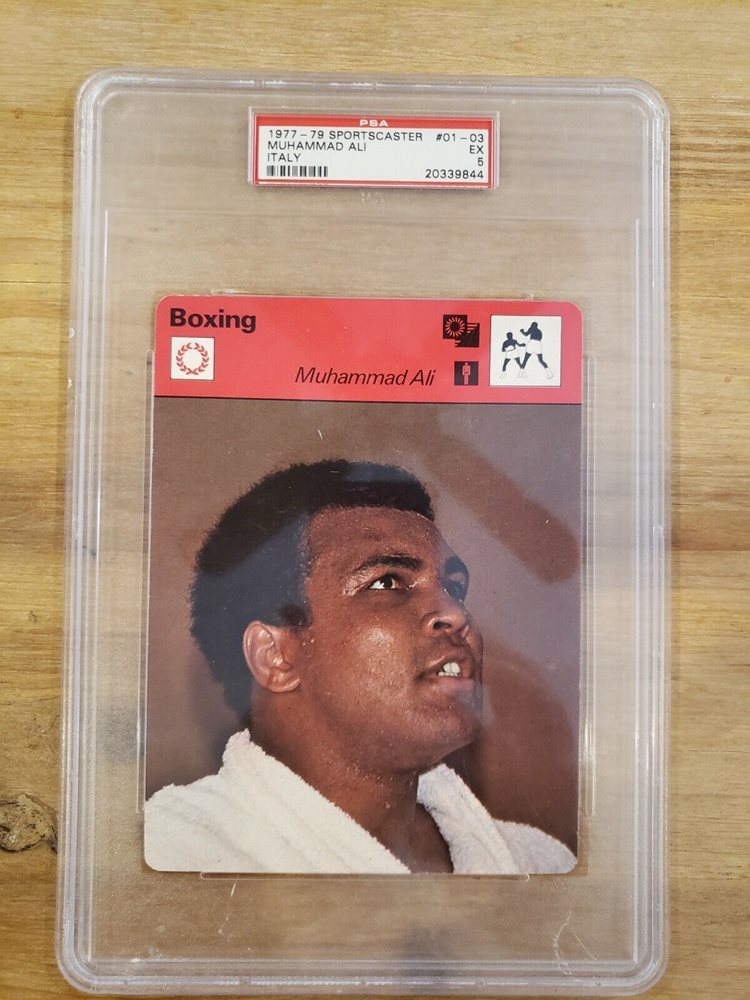 PSA
1977-79 SPORTSCASTER #01-03
MUHAMMAD ALI EX
ITALY 5
20339844
Boxing
Muhammad Ali